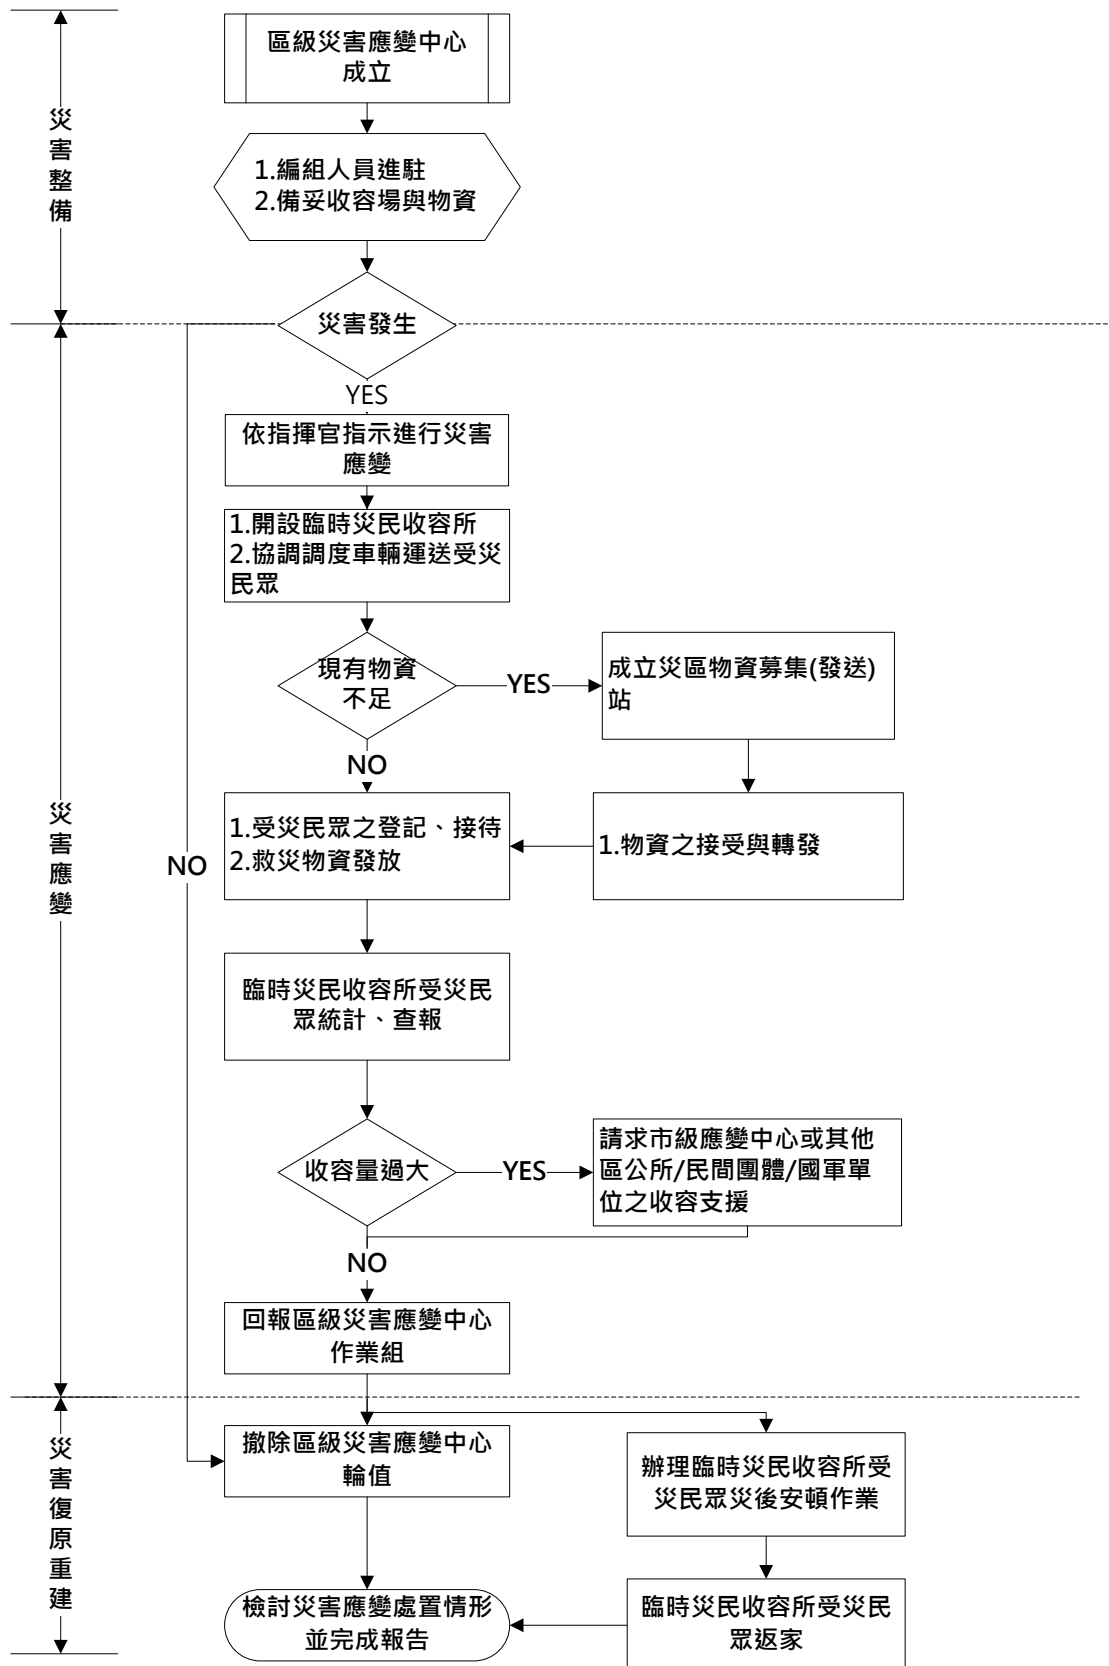 區級災害應變中心
成立
災害整備
1.編組人員進駐
2.備妥收容場與物資
災害發生
YES
依指揮官指示進行災害
應變
1.開設臨時災民收容所
2.協調調度車輛運送受災
民眾
現有物資
不足
YES
成立災區物資募集(發送)
站
NO
災害應變
NO
1.受災民眾之登記、接待
2.救災物資發放
1.物資之接受與轉發
臨時災民收容所受災民
眾統計、查報
收容量過大
YES
請求市級應變中心或其他
區公所/民間團體/國軍單
位之收容支援
NO
回報區級災害應變中心
作業組
災害復原重建
撤除區級災害應變中心
輪值
辦理臨時災民收容所受
災民眾災後安頓作業
檢討災害應變處置情形
並完成報告
臨時災民收容所受災民
眾返家